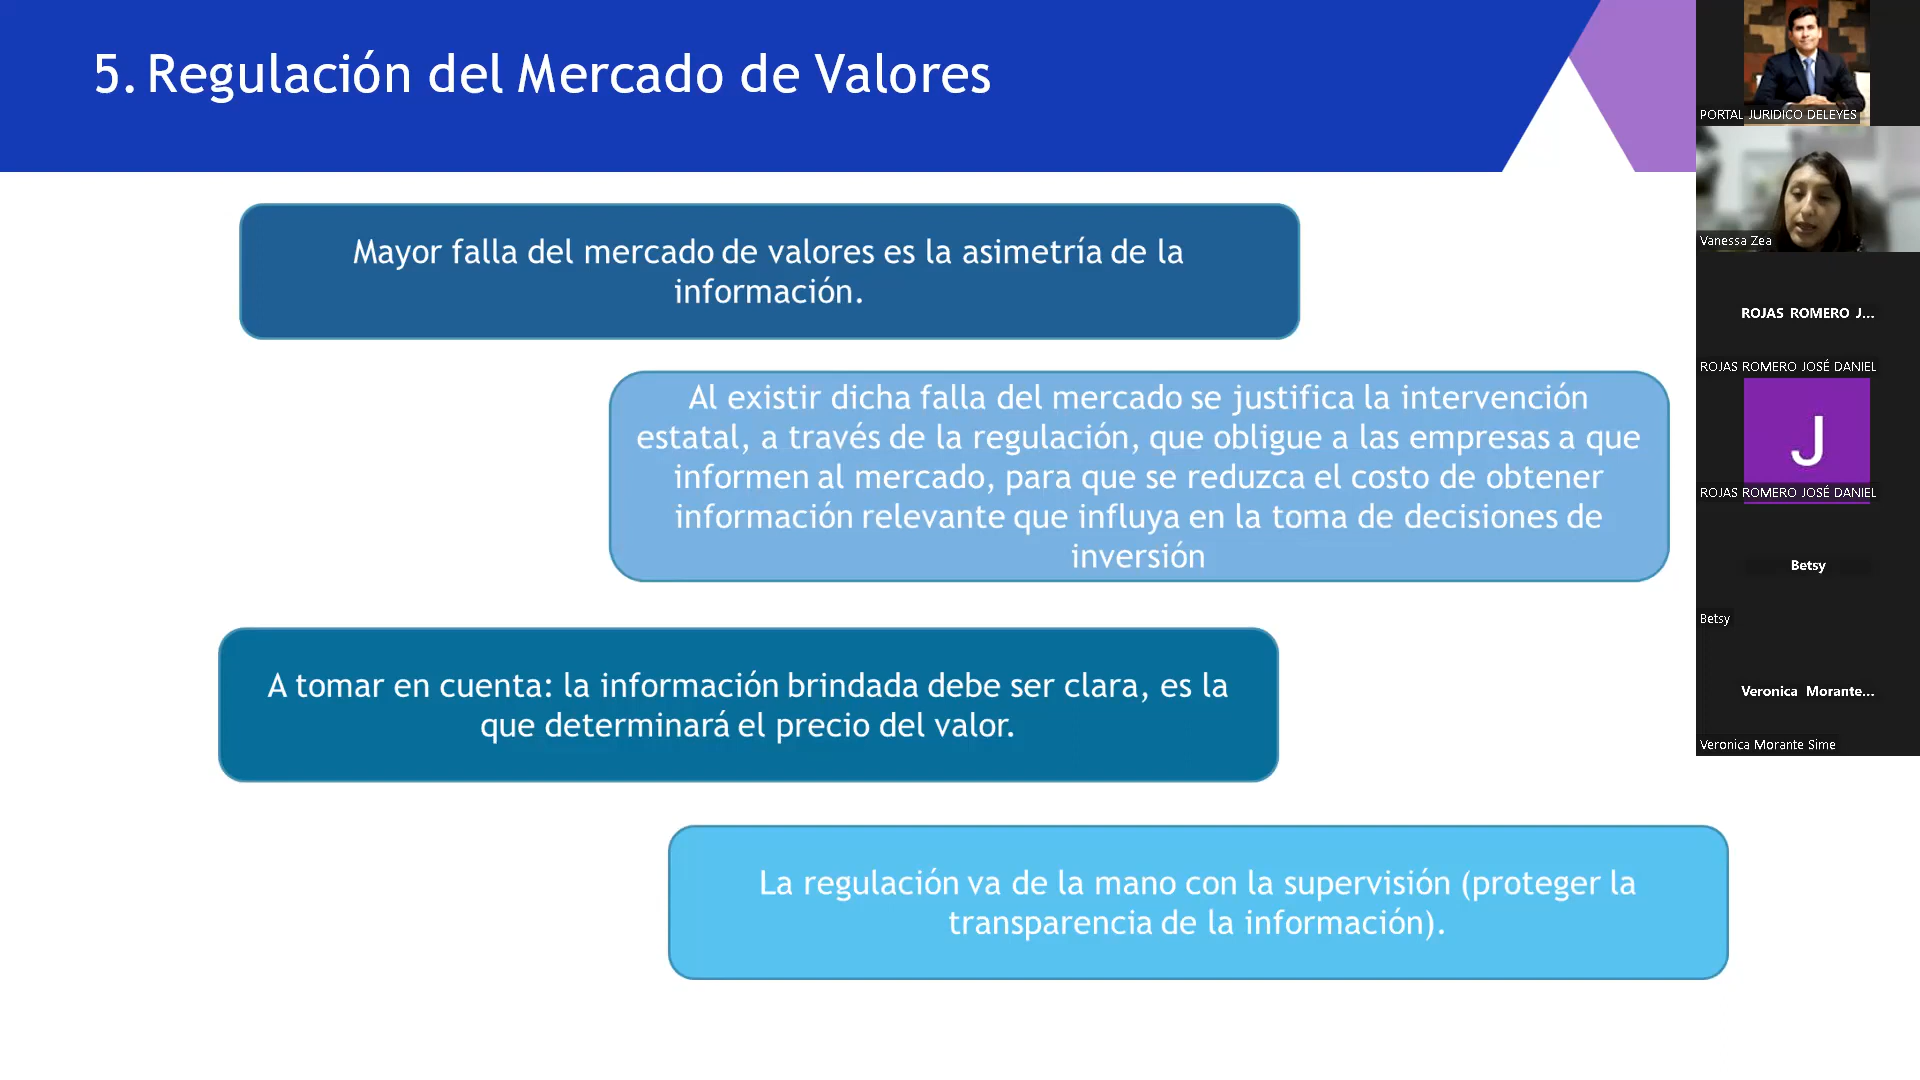 5. Regulación del Mercado de Valores
Mayor falla del mercado de valores es la asimetría de la
información.
Al existir dicha falla del mercado se justifica la intervención
estatal, a través de la regulación, que obligue a las empresas a que
informen al mercado, para que se reduzca el costo de obtener
información relevante que influya en la toma de decisiones de
inversión
A tomar en cuenta: la información brindada debe ser clara, es la
que determinará el precio del valor.
La regulación va de la mano con la supervisión (proteger la
transparencia de la información).
PORTAL JURIDICO DELEYES
Vanessa Zea
ROJAS ROMERO J...
ROJAS ROMERO JOSÉ DANIEL
J
ROJAS ROMERO JOSÉ DANIEL
Betsy
Betsy
Veronica Morante...
Veronica Morante Sime